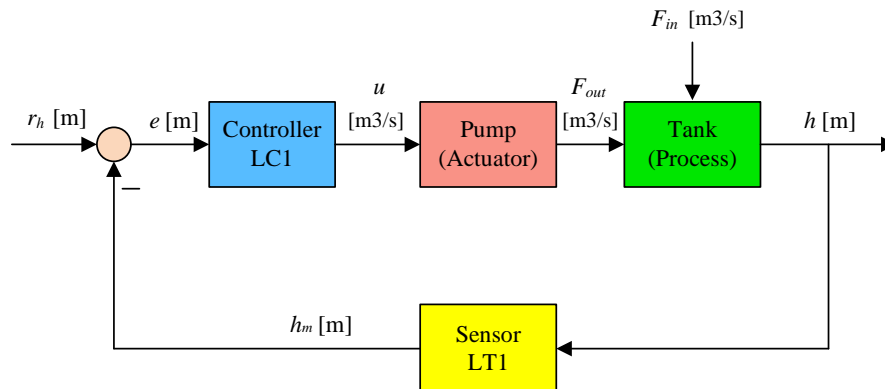 F_in [m3/s]
r_h [m]
e [m]
Controller
LC1
u
[m3/s]
Pump
(Actuator)
F_out
[m3/s]
Tank
(Process)
h [m]
–
h_m [m]
Sensor
LT1